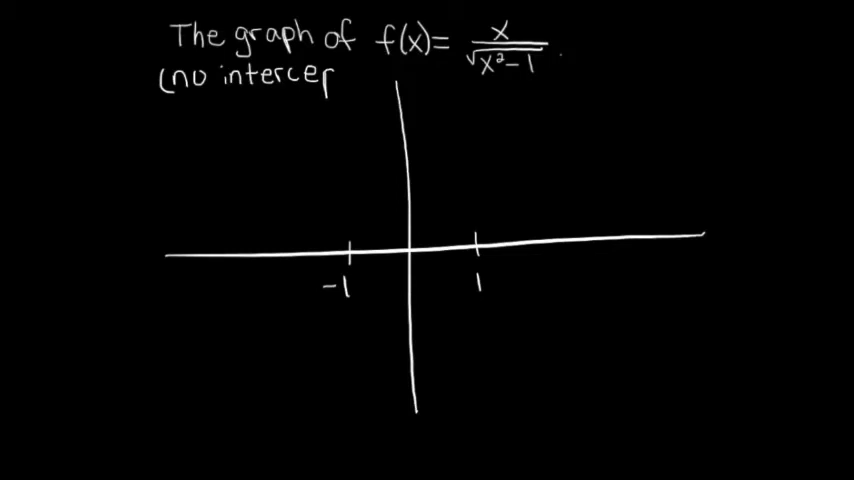 The graph of f(x) = x/√(x²-1)
(no intercep
-1
1